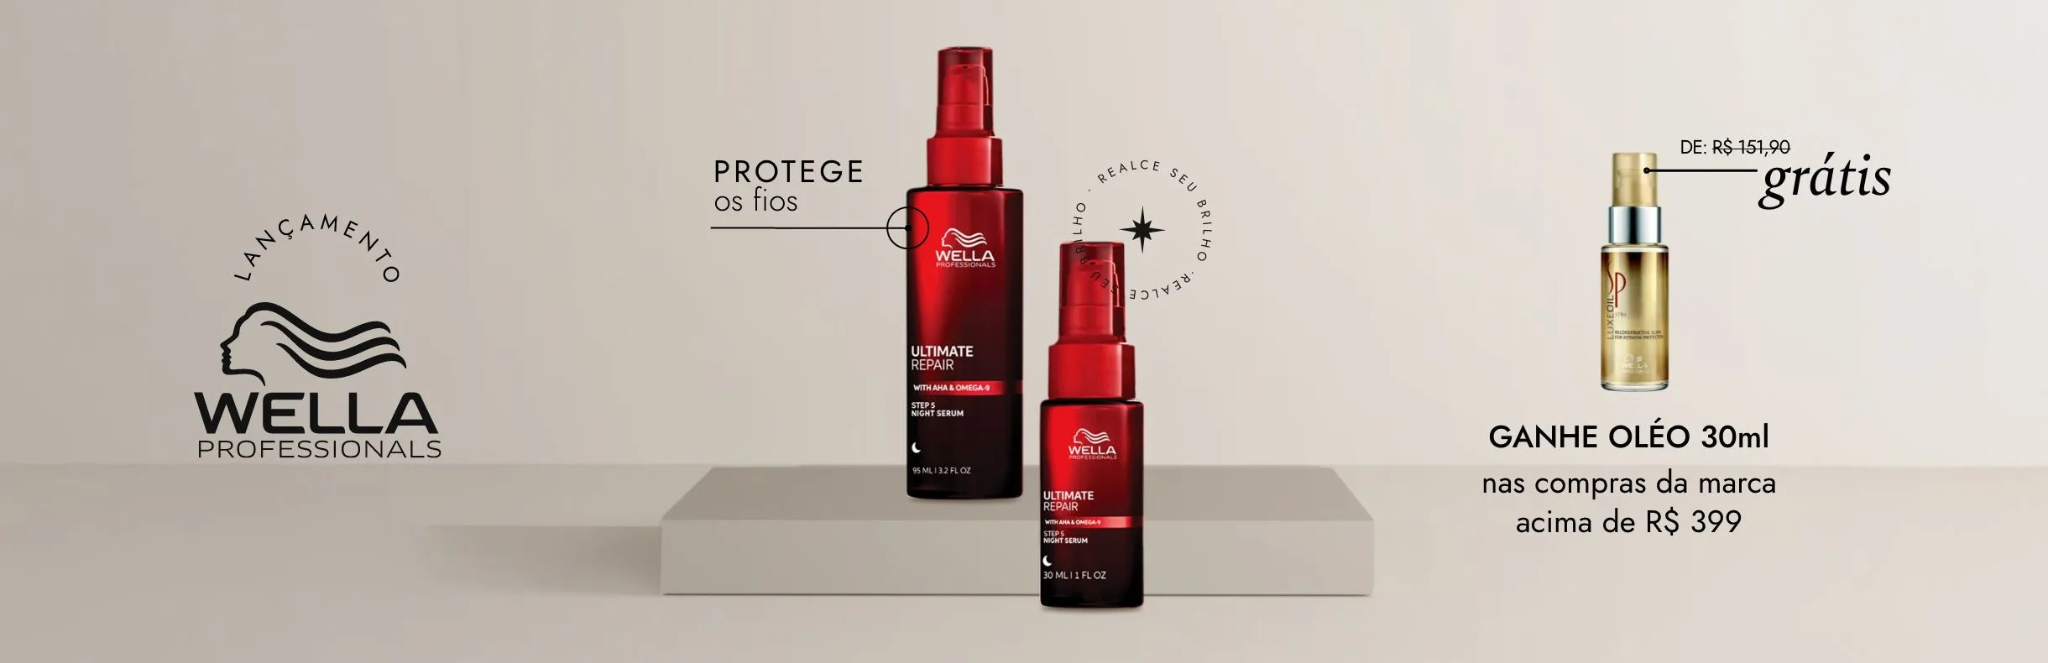 LANÇAMENTO
WELLA
PROFESSIONALS
PROTEGE
os fios
WELLA
PROFESSIONALS
ULTIMATE
REPAIR
WITH AHA & OMEGA-9
STEP 5
NIGHT SERUM
95 ML | 3.2 FL OZ
REALCE SEU BRILHO · REALCE SEU BRILHO ·
WELLA
PROFESSIONALS
ULTIMATE
REPAIR
WITH AHA & OMEGA-9
STEP 5
NIGHT SERUM
30 ML | 1 FL OZ
DE: R$ 151,90
grátis
SP
LUXEOIL
WELLA
GANHE OLÉO 30ml
nas compras da marca
acima de R$ 399